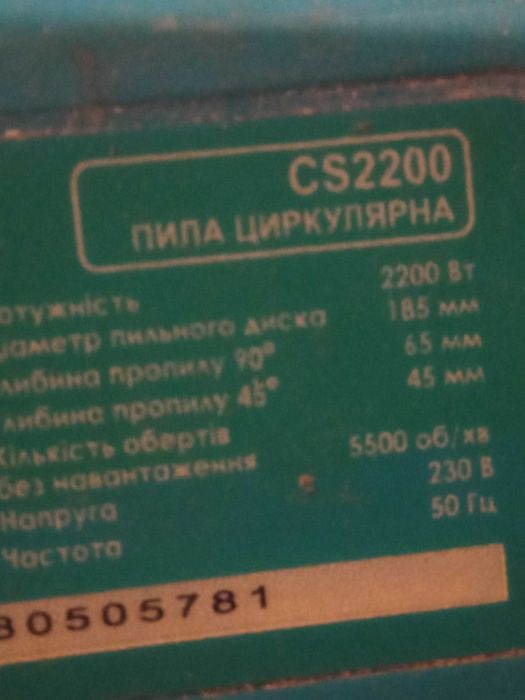 CS2200
ПИЛА ЦИРКУЛЯРНА
отужність 2200 Вт
іаметр пильного диска 185 мм
либина пропилу 90° 65 мм
либина пропилу 45° 45 мм
Кількість обертів
без навантаження 5500 об/хв
Напруга 230 В
Частота 50 Гц
80505781